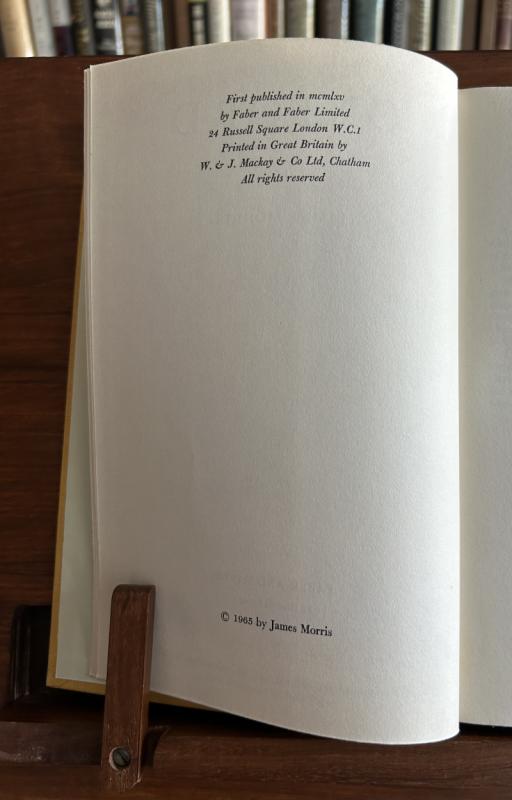 First published in mcmlxv
by Faber and Faber Limited
24 Russell Square London W.C.1
Printed in Great Britain by
W. & J. Mackay & Co Ltd, Chatham
All rights reserved
© 1965 by James Morris